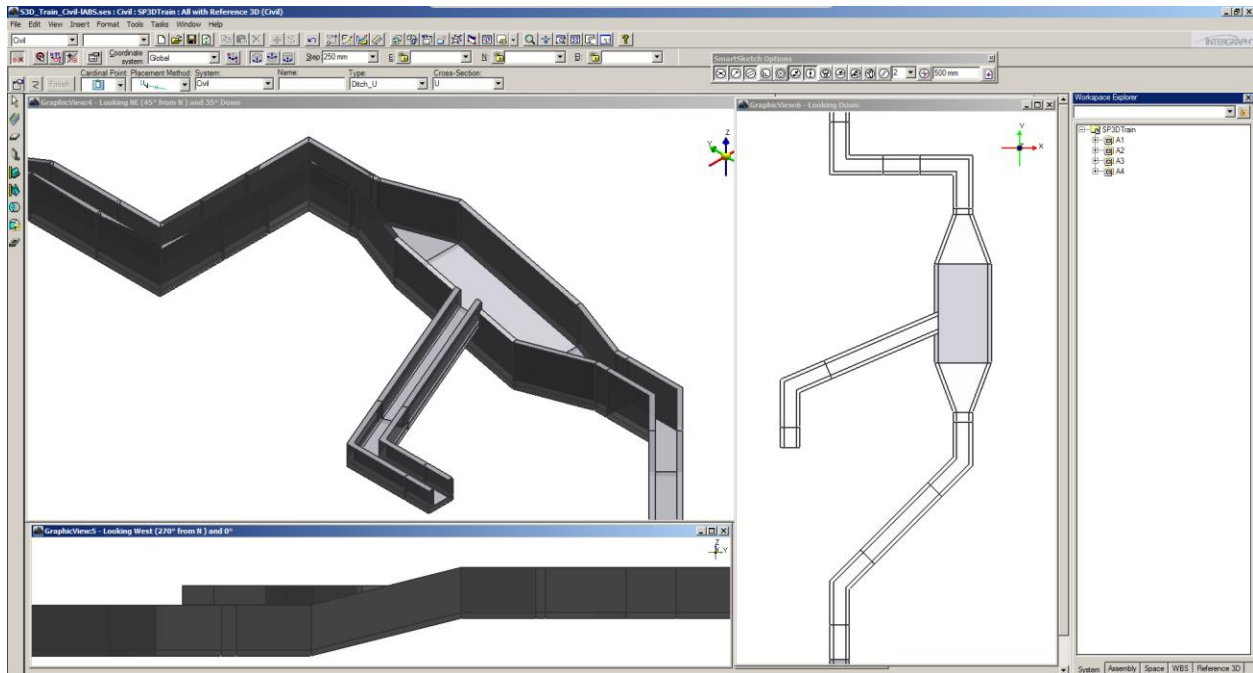 S3D_Train_Civil-IABS.ses : Civil : SP3DTrain : All with Reference 3D (Civil)
File Edit View Insert Format Tools Tasks Window Help
Civil
INTERGRAPH
Coordinate system: Global Step: 250 mm E: N: El:
SmartSketch Options
2 500 mm
Finish Cardinal Point: Placement Method: System: Civil Name: Type: Ditch_U Cross-Section: U
GraphicView:4 - Looking NE (45° from N ) and 35° Down
Z
Y
GraphicView:6 - Looking Down
Y
X
Workspace Explorer
SP3DTrain
A1
A2
A3
A4
GraphicView:5 - Looking West (270° from N ) and 0°
Z
Y
System Assembly Space WBS Reference 3D